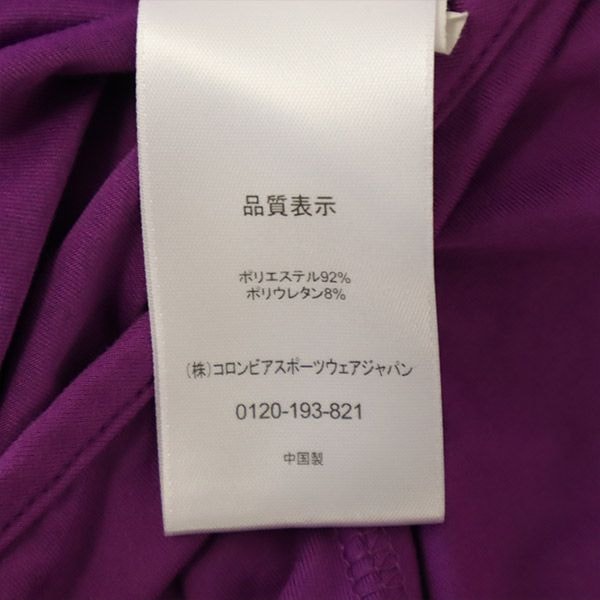 品質表示
ポリエステル92%
ポリウレタン8%
(株)コロンビアスポーツウェアジャパン
0120-193-821
中国製